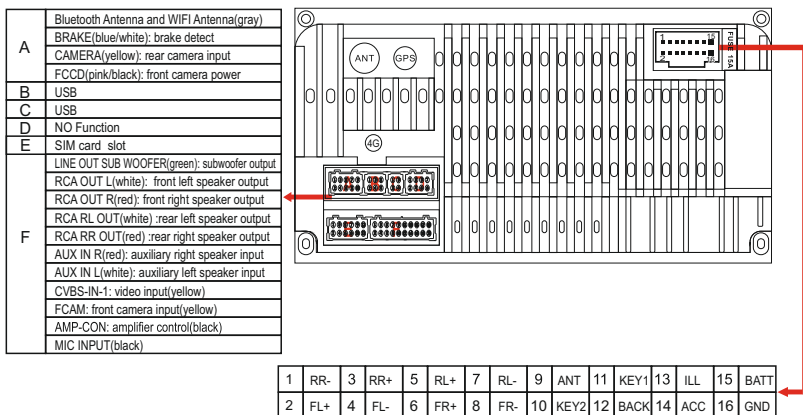 A
Bluetooth Antenna and WIFI Antenna(gray)
BRAKE(blue/white): brake detect
CAMERA(yellow): rear camera input
FCCD(pink/black): front camera power
B USB
C USB
D NO Function
E SIM card slot
F
LINE OUT SUB WOOFER(green): subwoofer output
RCA OUT L(white): front left speaker output
RCA OUT R(red): front right speaker output
RCA RL OUT(white) :rear left speaker output
RCA RR OUT(red) :rear right speaker output
AUX IN R(red): auxiliary right speaker input
AUX IN L(white): auxiliary left speaker input
CVBS-IN-1: video input(yellow)
FCAM: front camera input(yellow)
AMP-CON: amplifier control(black)
MIC INPUT(black)
ANT GPS
4G
1 15
2 16
FUSE 15A
1 RR- 3 RR+ 5 RL+ 7 RL- 9 ANT 11 KEY1 13 ILL 15 BATT
2 FL+ 4 FL- 6 FR+ 8 FR- 10 KEY2 12 BACK 14 ACC 16 GND